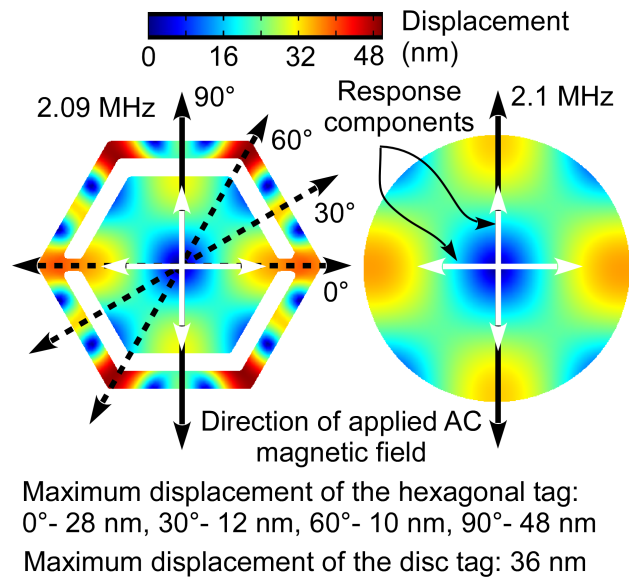 Displacement
(nm)
0 16 32 48
2.09 MHz
90°
60°
30°
0°
Response
components
2.1 MHz
Direction of applied AC
magnetic field
Maximum displacement of the hexagonal tag:
0°- 28 nm, 30°- 12 nm, 60°- 10 nm, 90°- 48 nm
Maximum displacement of the disc tag: 36 nm